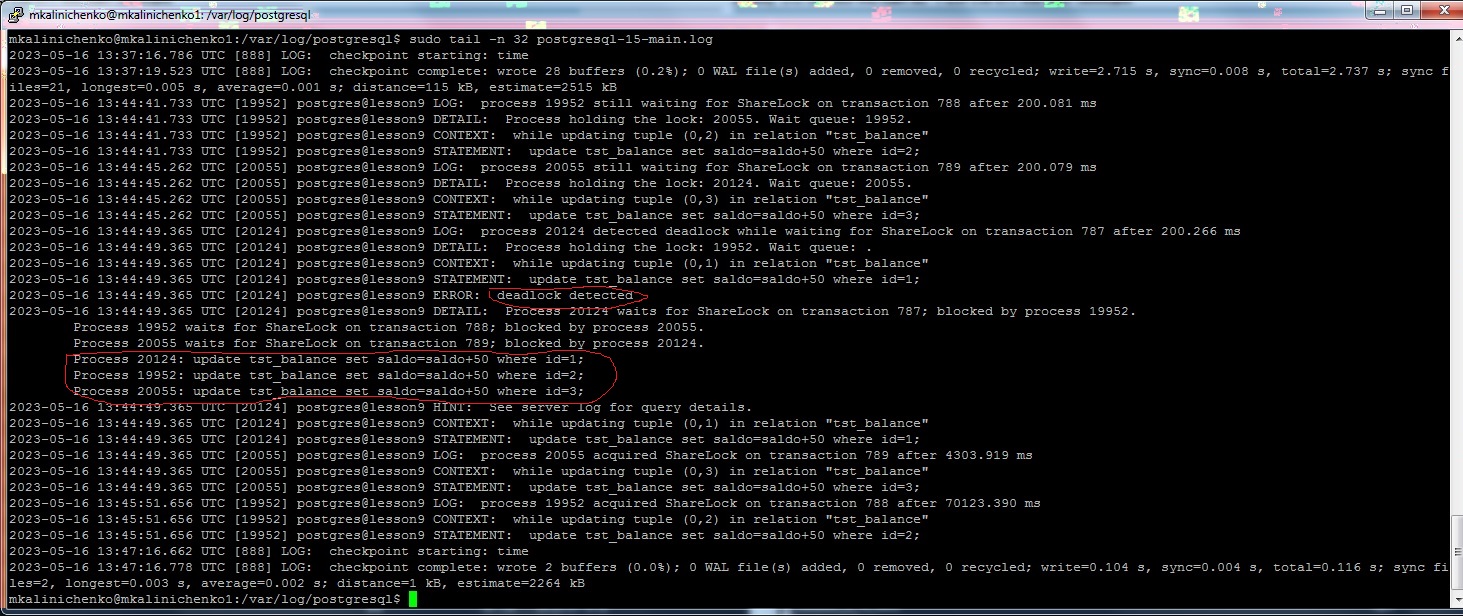 mkalinichenko@mkalinichenko1: /var/log/postgresql
mkalinichenko@mkalinichenko1:/var/log/postgresql$ sudo tail -n 32 postgresql-15-main.log
2023-05-16 13:37:16.786 UTC [888] LOG:  checkpoint starting: time
2023-05-16 13:37:19.523 UTC [888] LOG:  checkpoint complete: wrote 28 buffers (0.2%); 0 WAL file(s) added, 0 removed, 0 recycled; write=2.715 s, sync=0.008 s, total=2.737 s; sync f
iles=21, longest=0.005 s, average=0.001 s; distance=115 kB, estimate=2515 kB
2023-05-16 13:44:41.733 UTC [19952] postgres@lesson9 LOG:  process 19952 still waiting for ShareLock on transaction 788 after 200.081 ms
2023-05-16 13:44:41.733 UTC [19952] postgres@lesson9 DETAIL:  Process holding the lock: 20055. Wait queue: 19952.
2023-05-16 13:44:41.733 UTC [19952] postgres@lesson9 CONTEXT:  while updating tuple (0,2) in relation "tst_balance"
2023-05-16 13:44:41.733 UTC [19952] postgres@lesson9 STATEMENT:  update tst_balance set saldo=saldo+50 where id=2;
2023-05-16 13:44:45.262 UTC [20055] postgres@lesson9 LOG:  process 20055 still waiting for ShareLock on transaction 789 after 200.079 ms
2023-05-16 13:44:45.262 UTC [20055] postgres@lesson9 DETAIL:  Process holding the lock: 20124. Wait queue: 20055.
2023-05-16 13:44:45.262 UTC [20055] postgres@lesson9 CONTEXT:  while updating tuple (0,3) in relation "tst_balance"
2023-05-16 13:44:45.262 UTC [20055] postgres@lesson9 STATEMENT:  update tst_balance set saldo=saldo+50 where id=3;
2023-05-16 13:44:49.365 UTC [20124] postgres@lesson9 LOG:  process 20124 detected deadlock while waiting for ShareLock on transaction 787 after 200.266 ms
2023-05-16 13:44:49.365 UTC [20124] postgres@lesson9 DETAIL:  Process holding the lock: 19952. Wait queue: .
2023-05-16 13:44:49.365 UTC [20124] postgres@lesson9 CONTEXT:  while updating tuple (0,1) in relation "tst_balance"
2023-05-16 13:44:49.365 UTC [20124] postgres@lesson9 STATEMENT:  update tst_balance set saldo=saldo+50 where id=1;
2023-05-16 13:44:49.365 UTC [20124] postgres@lesson9 ERROR:  deadlock detected
2023-05-16 13:44:49.365 UTC [20124] postgres@lesson9 DETAIL:  Process 20124 waits for ShareLock on transaction 787; blocked by process 19952.
Process 19952 waits for ShareLock on transaction 788; blocked by process 20055.
Process 20055 waits for ShareLock on transaction 789; blocked by process 20124.
Process 20124: update tst_balance set saldo=saldo+50 where id=1;
Process 19952: update tst_balance set saldo=saldo+50 where id=2;
Process 20055: update tst_balance set saldo=saldo+50 where id=3;
2023-05-16 13:44:49.365 UTC [20124] postgres@lesson9 HINT:  See server log for query details.
2023-05-16 13:44:49.365 UTC [20124] postgres@lesson9 CONTEXT:  while updating tuple (0,1) in relation "tst_balance"
2023-05-16 13:44:49.365 UTC [20124] postgres@lesson9 STATEMENT:  update tst_balance set saldo=saldo+50 where id=1;
2023-05-16 13:44:49.365 UTC [20055] postgres@lesson9 LOG:  process 20055 acquired ShareLock on transaction 789 after 4303.919 ms
2023-05-16 13:44:49.365 UTC [20055] postgres@lesson9 CONTEXT:  while updating tuple (0,3) in relation "tst_balance"
2023-05-16 13:44:49.365 UTC [20055] postgres@lesson9 STATEMENT:  update tst_balance set saldo=saldo+50 where id=3;
2023-05-16 13:45:51.656 UTC [19952] postgres@lesson9 LOG:  process 19952 acquired ShareLock on transaction 788 after 70123.390 ms
2023-05-16 13:45:51.656 UTC [19952] postgres@lesson9 CONTEXT:  while updating tuple (0,2) in relation "tst_balance"
2023-05-16 13:45:51.656 UTC [19952] postgres@lesson9 STATEMENT:  update tst_balance set saldo=saldo+50 where id=2;
2023-05-16 13:47:16.662 UTC [888] LOG:  checkpoint starting: time
2023-05-16 13:47:16.778 UTC [888] LOG:  checkpoint complete: wrote 2 buffers (0.0%); 0 WAL file(s) added, 0 removed, 0 recycled; write=0.104 s, sync=0.004 s, total=0.116 s; sync fi
les=2, longest=0.003 s, average=0.002 s; distance=1 kB, estimate=2264 kB
mkalinichenko@mkalinichenko1:/var/log/postgresql$